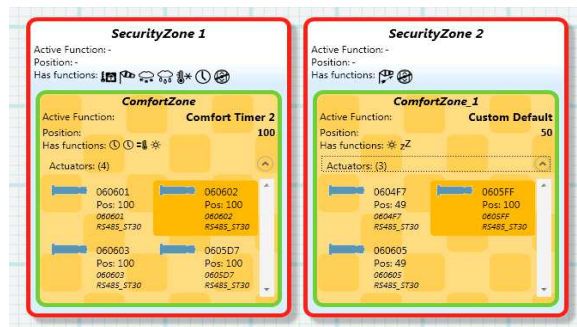 SecurityZone 1
Active Function: -
Position: -
Has functions:
ComfortZone
Active Function: Comfort Timer 2
Position: 100
Has functions:
Actuators: (4)
060601
Pos: 100
060601
RS485_ST30
060602
Pos: 100
060602
RS485_ST30
060603
Pos: 100
060603
RS485_ST30
0605D7
Pos: 100
0605D7
RS485_ST30
SecurityZone 2
Active Function: -
Position: -
Has functions:
ComfortZone_1
Active Function: Custom Default
Position: 50
Has functions: zZ
Actuators: (3)
0604F7
Pos: 49
0604F7
RS485_ST30
0605FF
Pos: 100
0605FF
RS485_ST30
060605
Pos: 49
060605
RS485_ST30